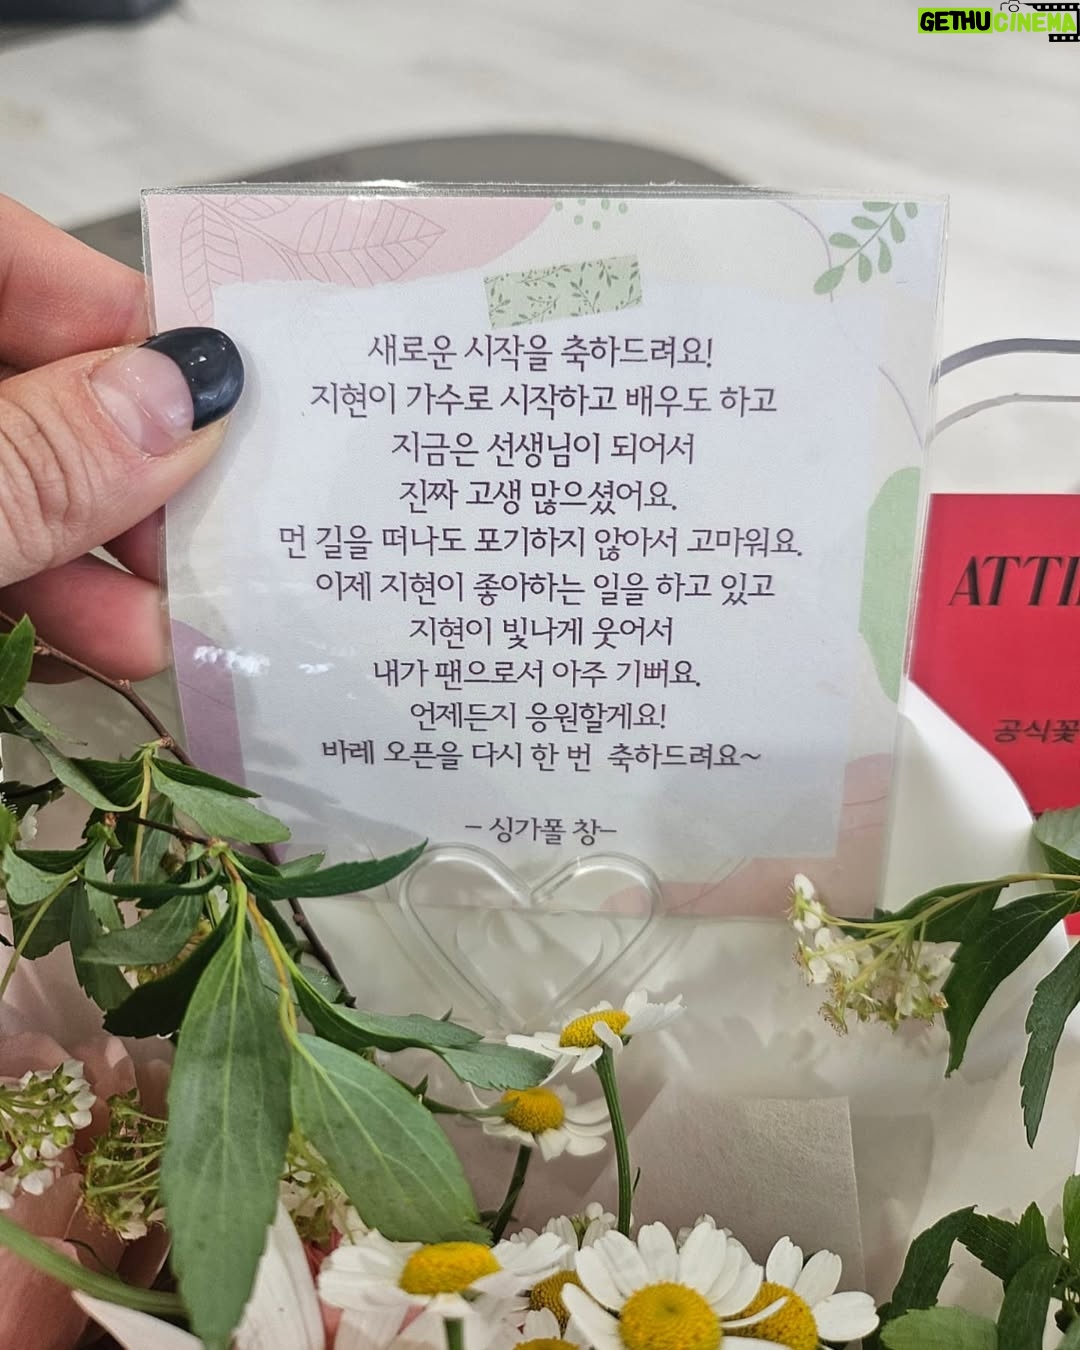 GETHUCINEMA
새로운 시작을 축하드려요!
지현이 가수로 시작하고 배우도 하고
지금은 선생님이 되어서
진짜 고생 많으셨어요.
먼 길을 떠나도 포기하지 않아서 고마워요.
이제 지현이 좋아하는 일을 하고 있고
지현이 빛나게 웃어서
내가 팬으로서 아주 기뻐요.
언제든지 응원할게요!
바레 오픈을 다시 한 번 축하드려요~
– 싱가폴 창–
공식꽃